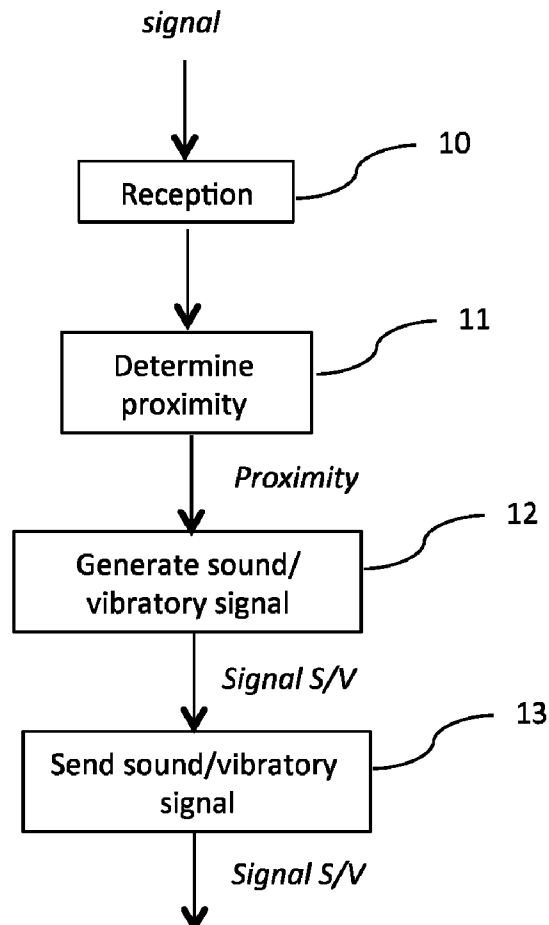 signal
10
Reception
11
Determine
proximity
Proximity
12
Generate sound/
vibratory signal
Signal S/V
13
Send sound/vibratory
signal
Signal S/V